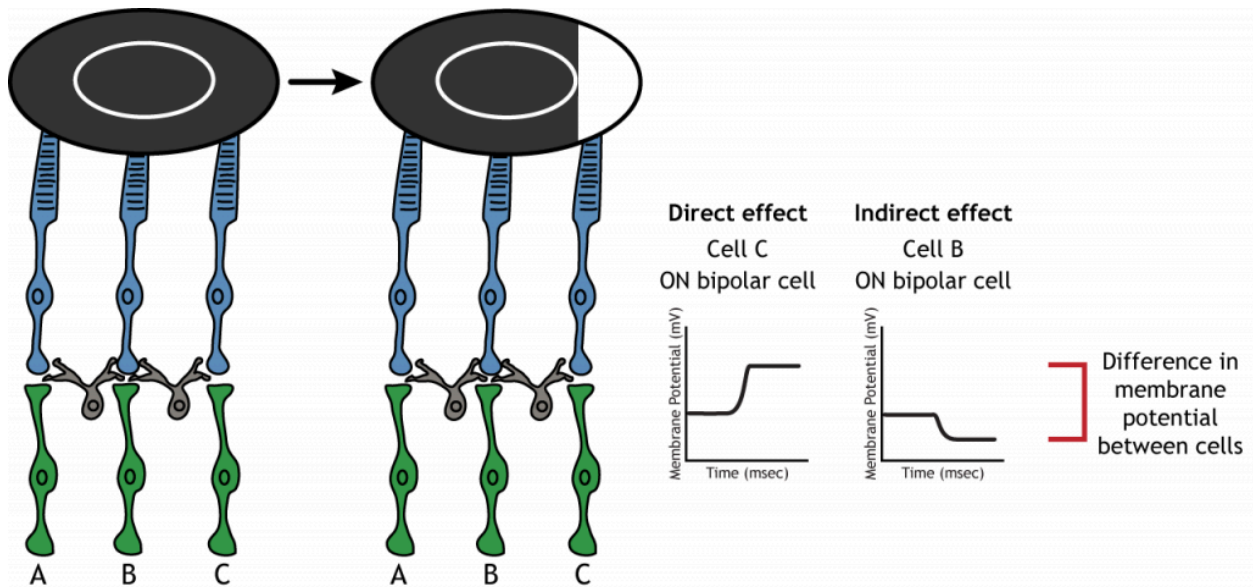 Direct effect
Cell C
ON bipolar cell
Membrane Potential (mV)
Time (msec)
Indirect effect
Cell B
ON bipolar cell
Membrane Potential (mV)
Time (msec)
Difference in
membrane
potential
between cells
A B C
A B C